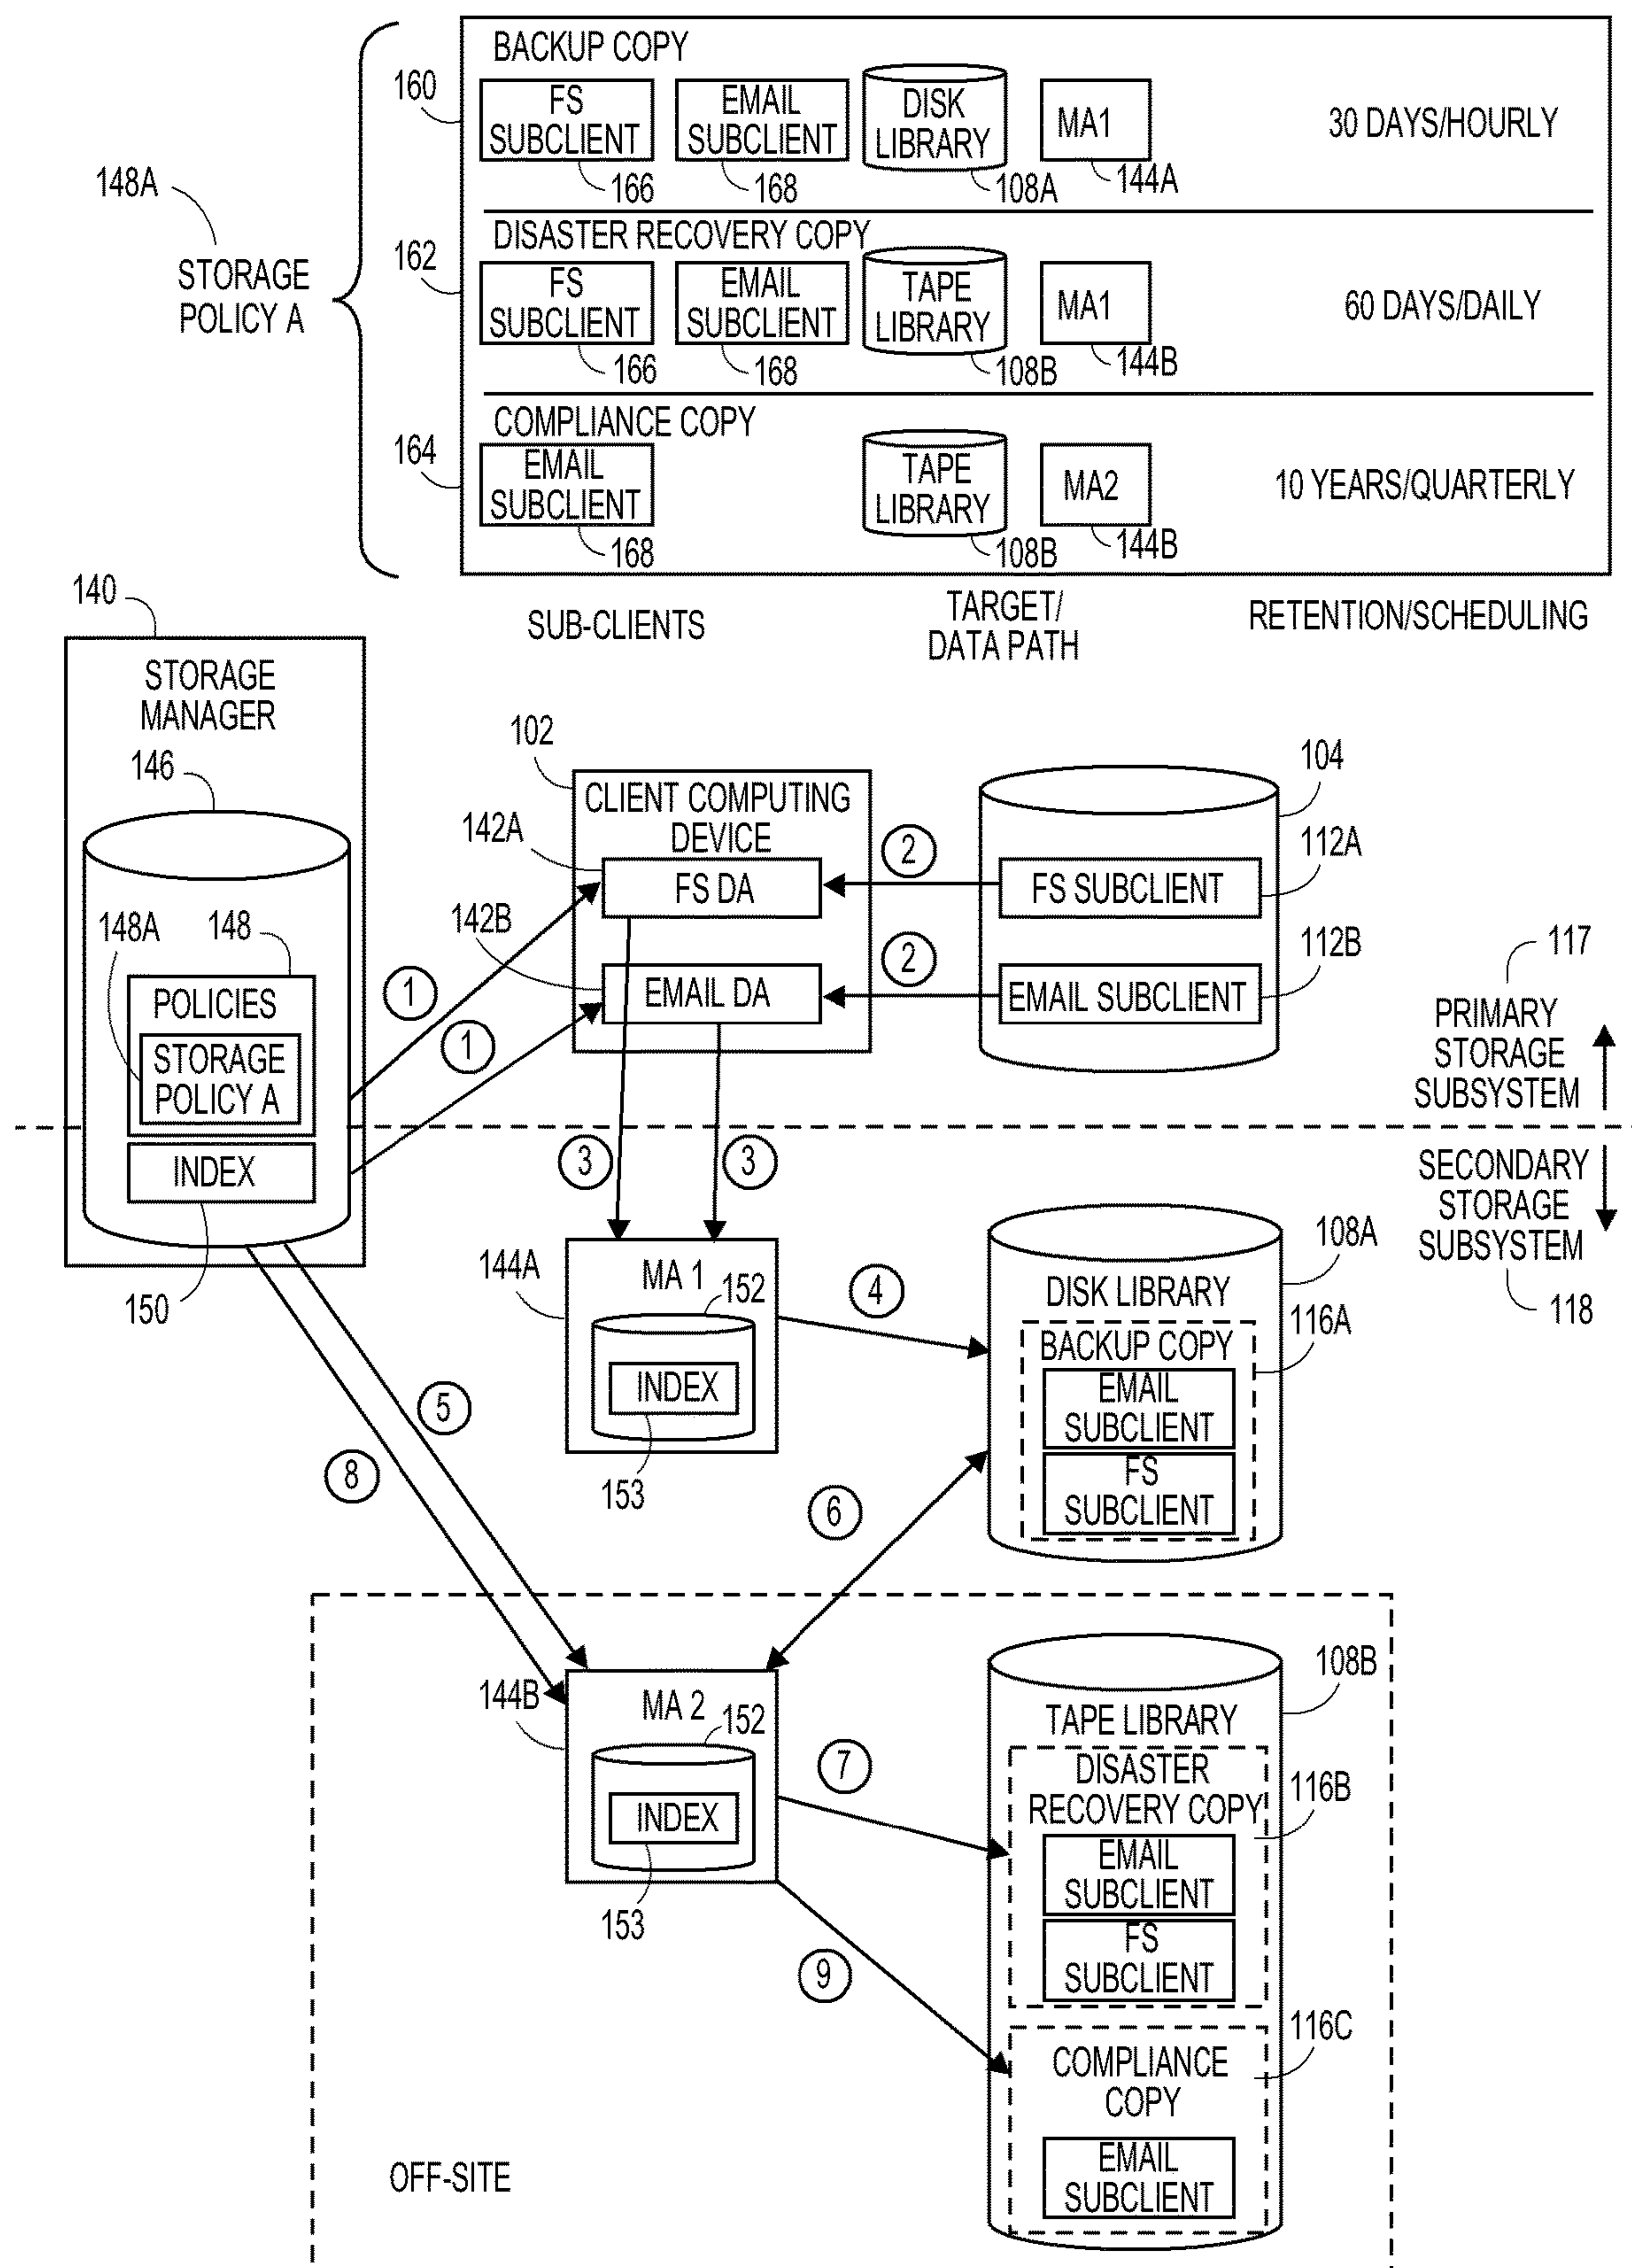 BACKUP COPY
160
FS
SUBCLIENT
166
EMAIL
SUBCLIENT
168
DISK
LIBRARY
108A
MA1
144A
30 DAYS/HOURLY
148A
STORAGE
POLICY A
DISASTER RECOVERY COPY
162
FS
SUBCLIENT
166
EMAIL
SUBCLIENT
168
TAPE
LIBRARY
108B
MA1
144B
60 DAYS/DAILY
COMPLIANCE COPY
164
EMAIL
SUBCLIENT
168
TAPE
LIBRARY
108B
MA2
144B
10 YEARS/QUARTERLY
SUB-CLIENTS
TARGET/
DATA PATH
RETENTION/SCHEDULING
140
STORAGE
MANAGER
146
148A
148
POLICIES
STORAGE
POLICY A
INDEX
150
102
CLIENT COMPUTING
DEVICE
142A
FS DA
142B
EMAIL DA
1
1
2
2
104
112A
FS SUBCLIENT
112B
EMAIL SUBCLIENT
117
PRIMARY
STORAGE
SUBSYSTEM
SECONDARY
STORAGE
SUBSYSTEM
118
3
3
144A
MA 1
152
INDEX
153
4
108A
DISK LIBRARY
116A
BACKUP COPY
EMAIL
SUBCLIENT
FS
SUBCLIENT
5
8
6
144B
MA 2
152
INDEX
153
7
9
108B
TAPE LIBRARY
DISASTER
RECOVERY COPY
116B
EMAIL
SUBCLIENT
FS
SUBCLIENT
116C
COMPLIANCE
COPY
EMAIL
SUBCLIENT
OFF-SITE